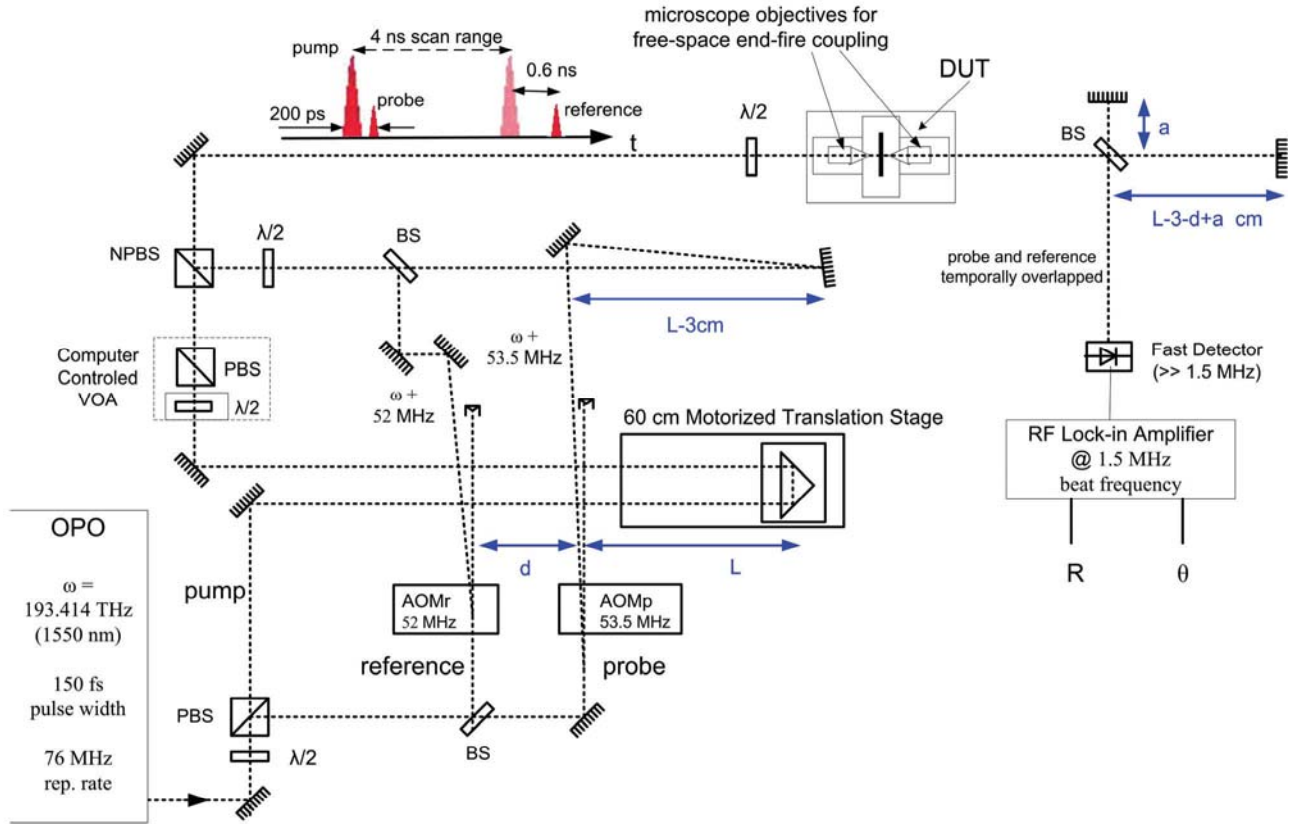 microscope objectives for
free-space end-fire coupling
pump
4 ns scan range
0.6 ns
DUT
probe
reference
200 ps
t
λ/2
BS
a
L-3-d+a cm
NPBS
λ/2
BS
probe and reference
temporally overlapped
L-3cm
ω +
53.5 MHz
Computer
Controled
VOA
PBS
λ/2
ω +
52 MHz
Fast Detector
(>> 1.5 MHz)
60 cm Motorized Translation Stage
RF Lock-in Amplifier
@ 1.5 MHz
beat frequency
OPO
d
L
R
θ
ω =
193.414 THz
(1550 nm)
pump
AOMr
52 MHz
AOMp
53.5 MHz
reference
probe
150 fs
pulse width
PBS
BS
76 MHz
rep. rate
λ/2